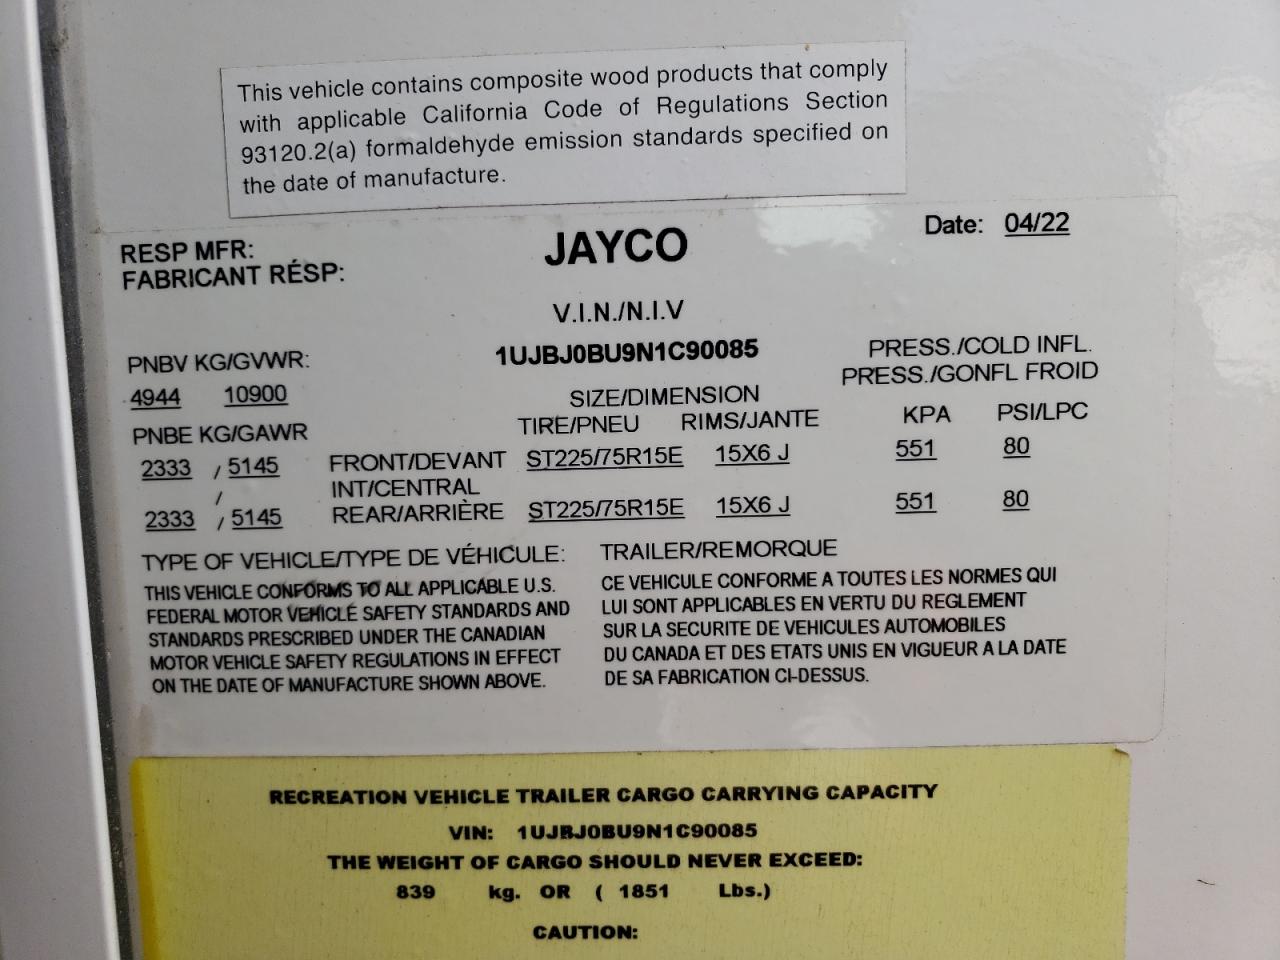 This vehicle contains composite wood products that comply
with applicable California Code of Regulations Section
93120.2(a) formaldehyde emission standards specified on
the date of manufacture.
RESP MFR:
FABRICANT RÉSP:
JAYCO
Date: 04/22
V.I.N./N.I.V
1UJBJ0BU9N1C90085
PNBV KG/GVWR:
4944 10900
PRESS./COLD INFL.
PRESS./GONFL FROID
SIZE/DIMENSION
TIRE/PNEU RIMS/JANTE KPA PSI/LPC
PNBE KG/GAWR
2333 / 5145 FRONT/DEVANT ST225/75R15E 15X6 J 551 80
/ INT/CENTRAL
2333 / 5145 REAR/ARRIÈRE ST225/75R15E 15X6 J 551 80
TYPE OF VEHICLE/TYPE DE VÉHICULE: TRAILER/REMORQUE
THIS VEHICLE CONFORMS TO ALL APPLICABLE U.S.
FEDERAL MOTOR VEHICLE SAFETY STANDARDS AND
STANDARDS PRESCRIBED UNDER THE CANADIAN
MOTOR VEHICLE SAFETY REGULATIONS IN EFFECT
ON THE DATE OF MANUFACTURE SHOWN ABOVE.
CE VEHICULE CONFORME A TOUTES LES NORMES QUI
LUI SONT APPLICABLES EN VERTU DU REGLEMENT
SUR LA SECURITE DE VEHICULES AUTOMOBILES
DU CANADA ET DES ETATS UNIS EN VIGUEUR A LA DATE
DE SA FABRICATION CI-DESSUS.
RECREATION VEHICLE TRAILER CARGO CARRYING CAPACITY
VIN: 1UJBJ0BU9N1C90085
THE WEIGHT OF CARGO SHOULD NEVER EXCEED:
839 kg. OR ( 1851 Lbs.)
CAUTION: